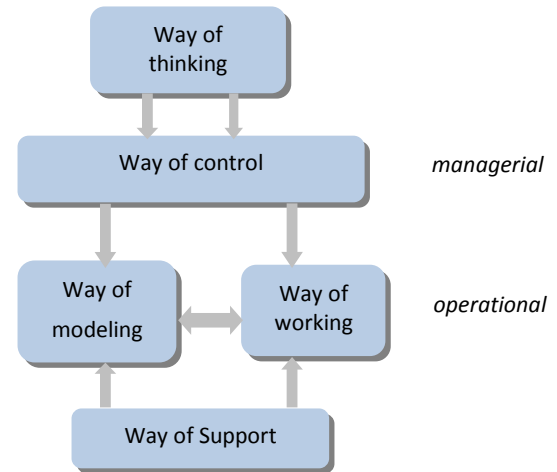 Way of
thinking
Way of control
managerial
Way of
modeling
Way of
working
operational
Way of Support